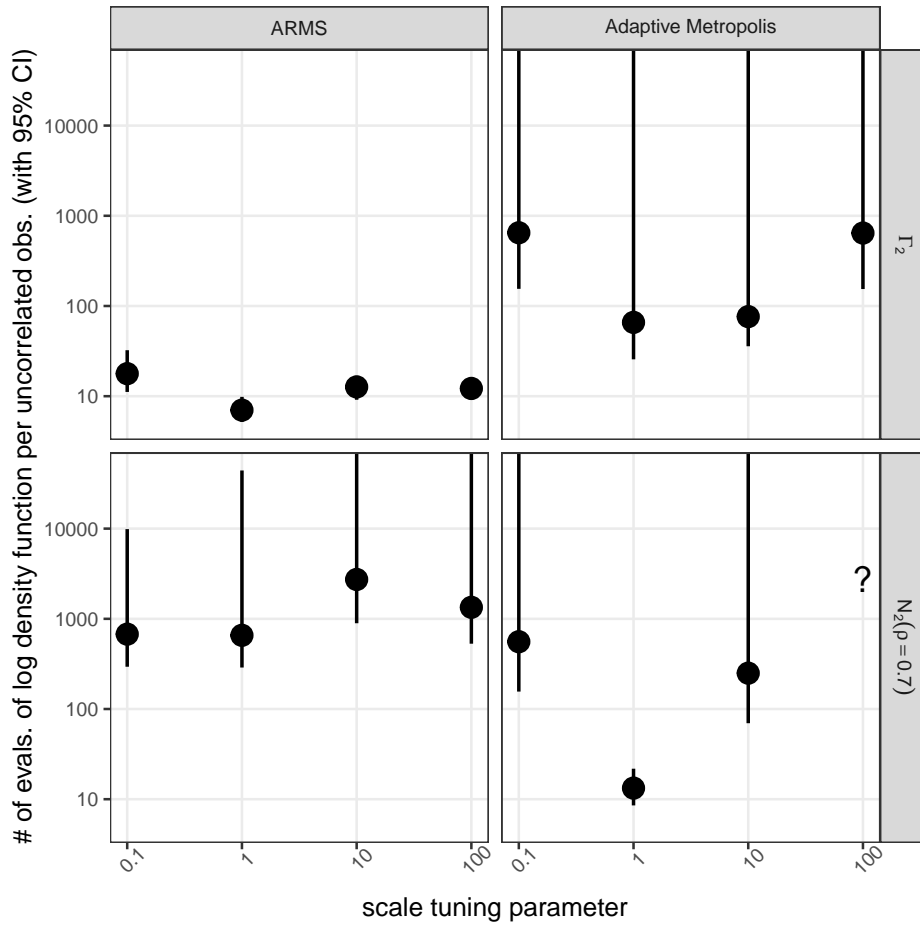 ARMS
Adaptive Metropolis
# of evals. of log density function per uncorrelated obs. (with 95% CI)
10000
1000
100
10
Γ₂
10000
1000
100
10
?
N₂(ρ = 0.7)
0.1 1 10 100
0.1 1 10 100
scale tuning parameter